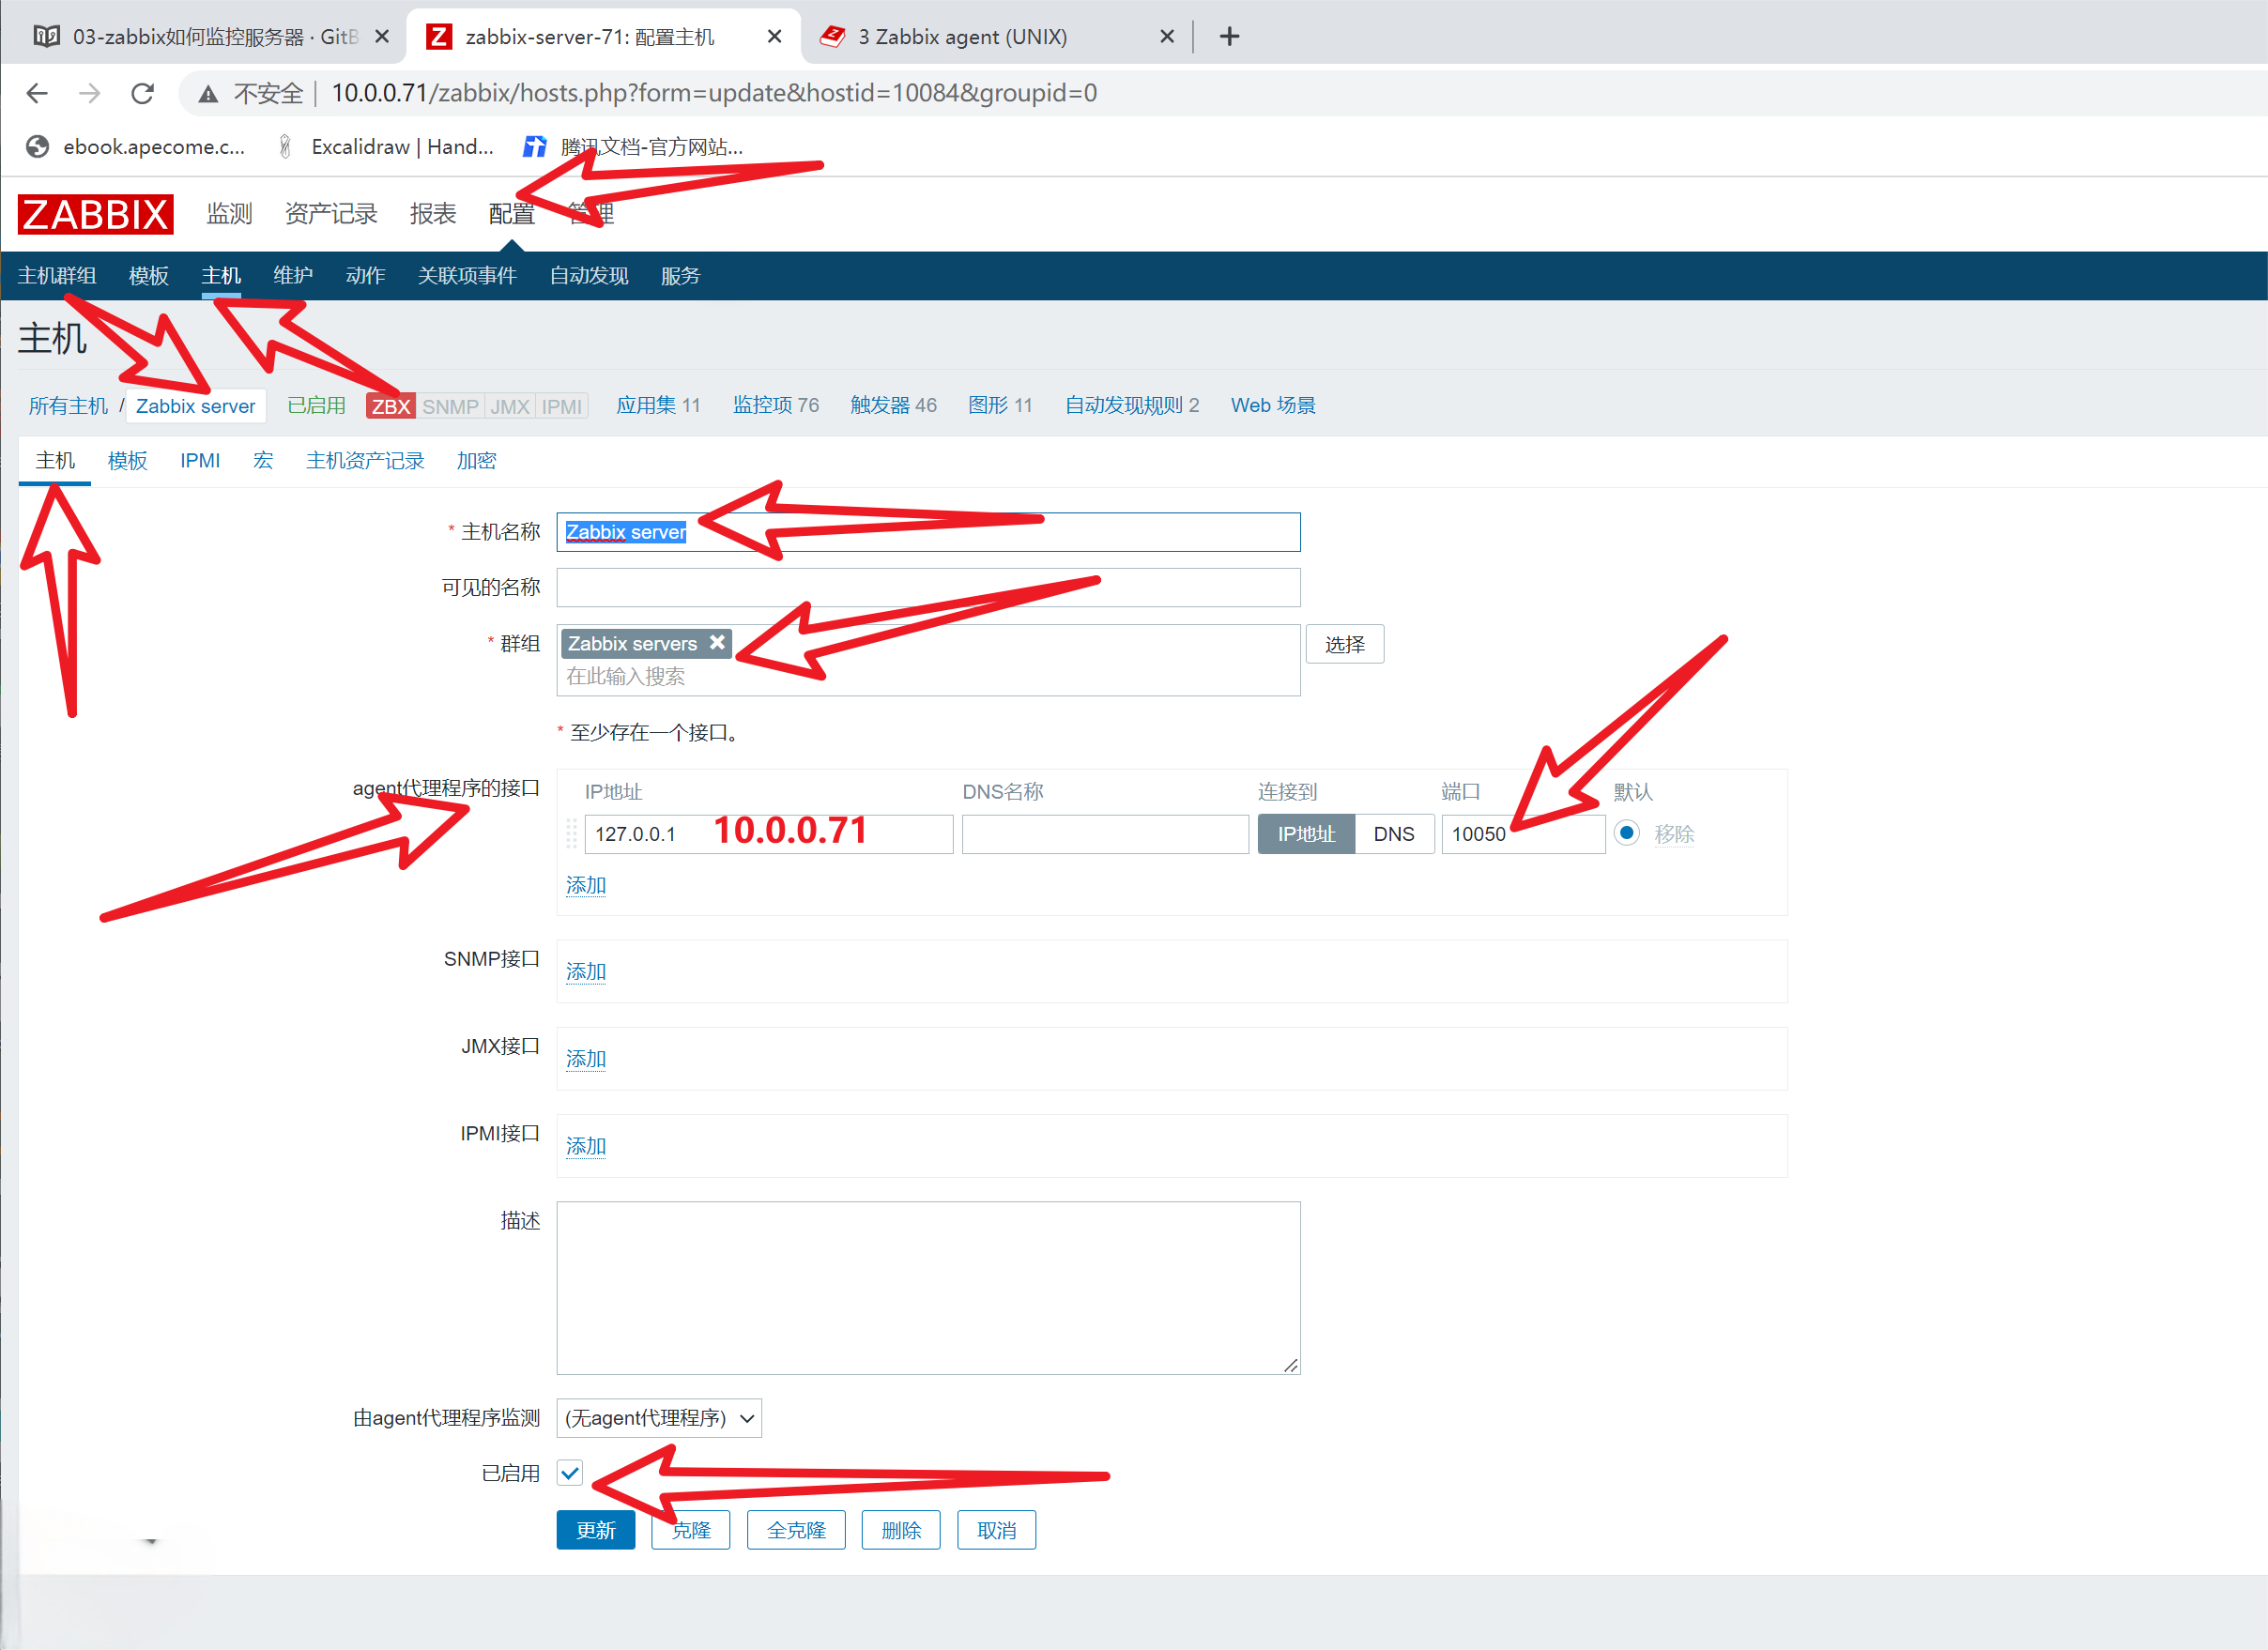 03-zabbix如何监控服务器 · GitB
zabbix-server-71: 配置主机
3 Zabbix agent (UNIX)
不安全 10.0.0.71/zabbix/hosts.php?form=update&hostid=10084&groupid=0
ebook.apecome.c... Excalidraw | Hand... 腾讯文档-官方网站...
ZABBIX 监测 资产记录 报表 配置 管理
主机群组 模板 主机 维护 动作 关联项事件 自动发现 服务
主机
所有主机 / Zabbix server 已启用 ZBX SNMP JMX IPMI 应用集 11 监控项 76 触发器 46 图形 11 自动发现规则 2 Web 场景
主机 模板 IPMI 宏 主机资产记录 加密
* 主机名称 Zabbix server
可见的名称
* 群组 Zabbix servers 选择
在此输入搜索
* 至少存在一个接口。
agent代理程序的接口 IP地址 DNS名称 连接到 端口 默认
127.0.0.1 10.0.0.71 IP地址 DNS 10050 移除
添加
SNMP接口 添加
JMX接口 添加
IPMI接口 添加
描述
由agent代理程序监测 (无agent代理程序)
已启用
更新 克隆 全克隆 删除 取消